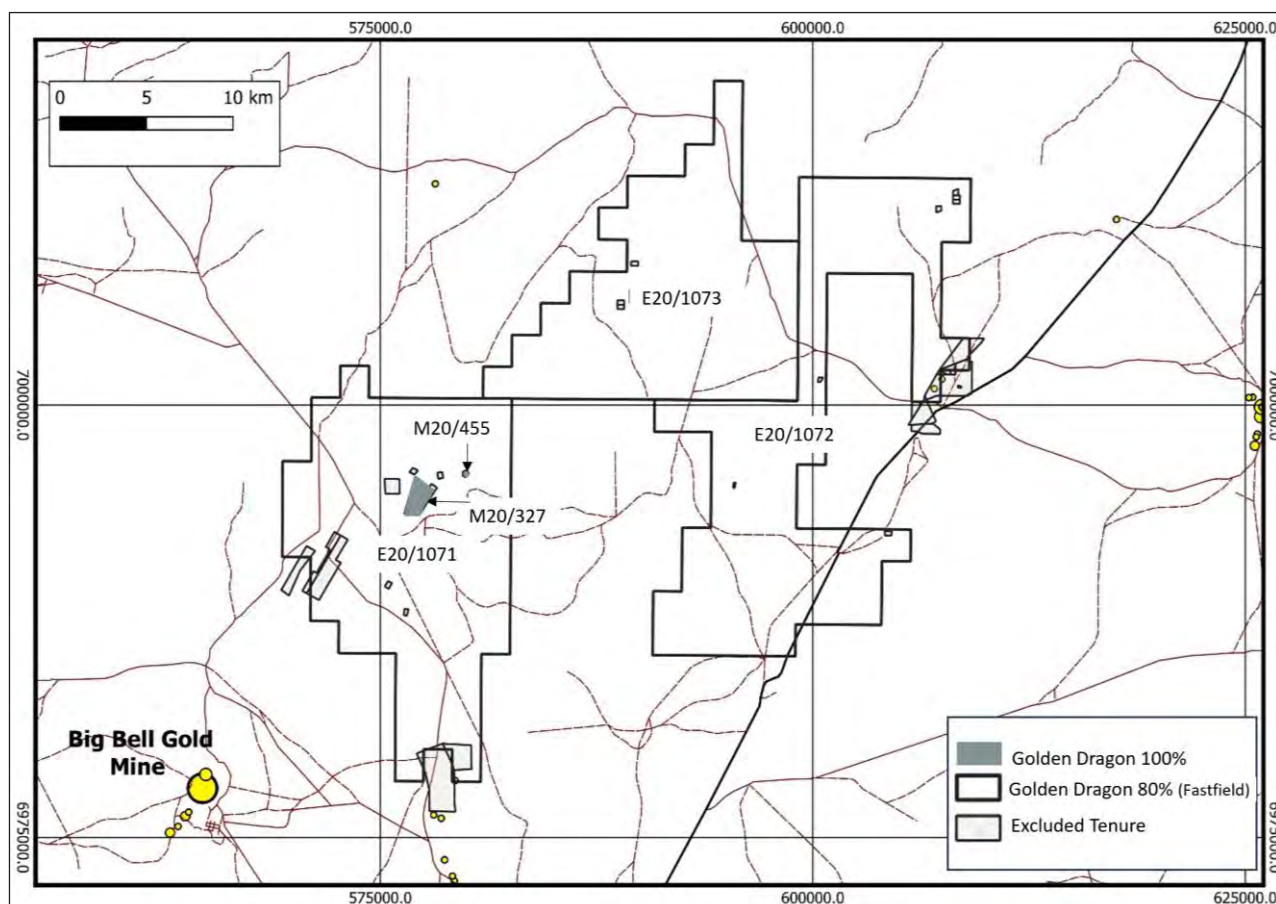 575000.0
600000.0
625000.0
0 5 10 km
E20/1073
7000000.0
7000000.0
M20/455
E20/1072
M20/327
E20/1071
Big Bell Gold
Mine
Golden Dragon 100%
Golden Dragon 80% (Fastfield)
Excluded Tenure
6975000.0
6975000.0
575000.0
600000.0
625000.0